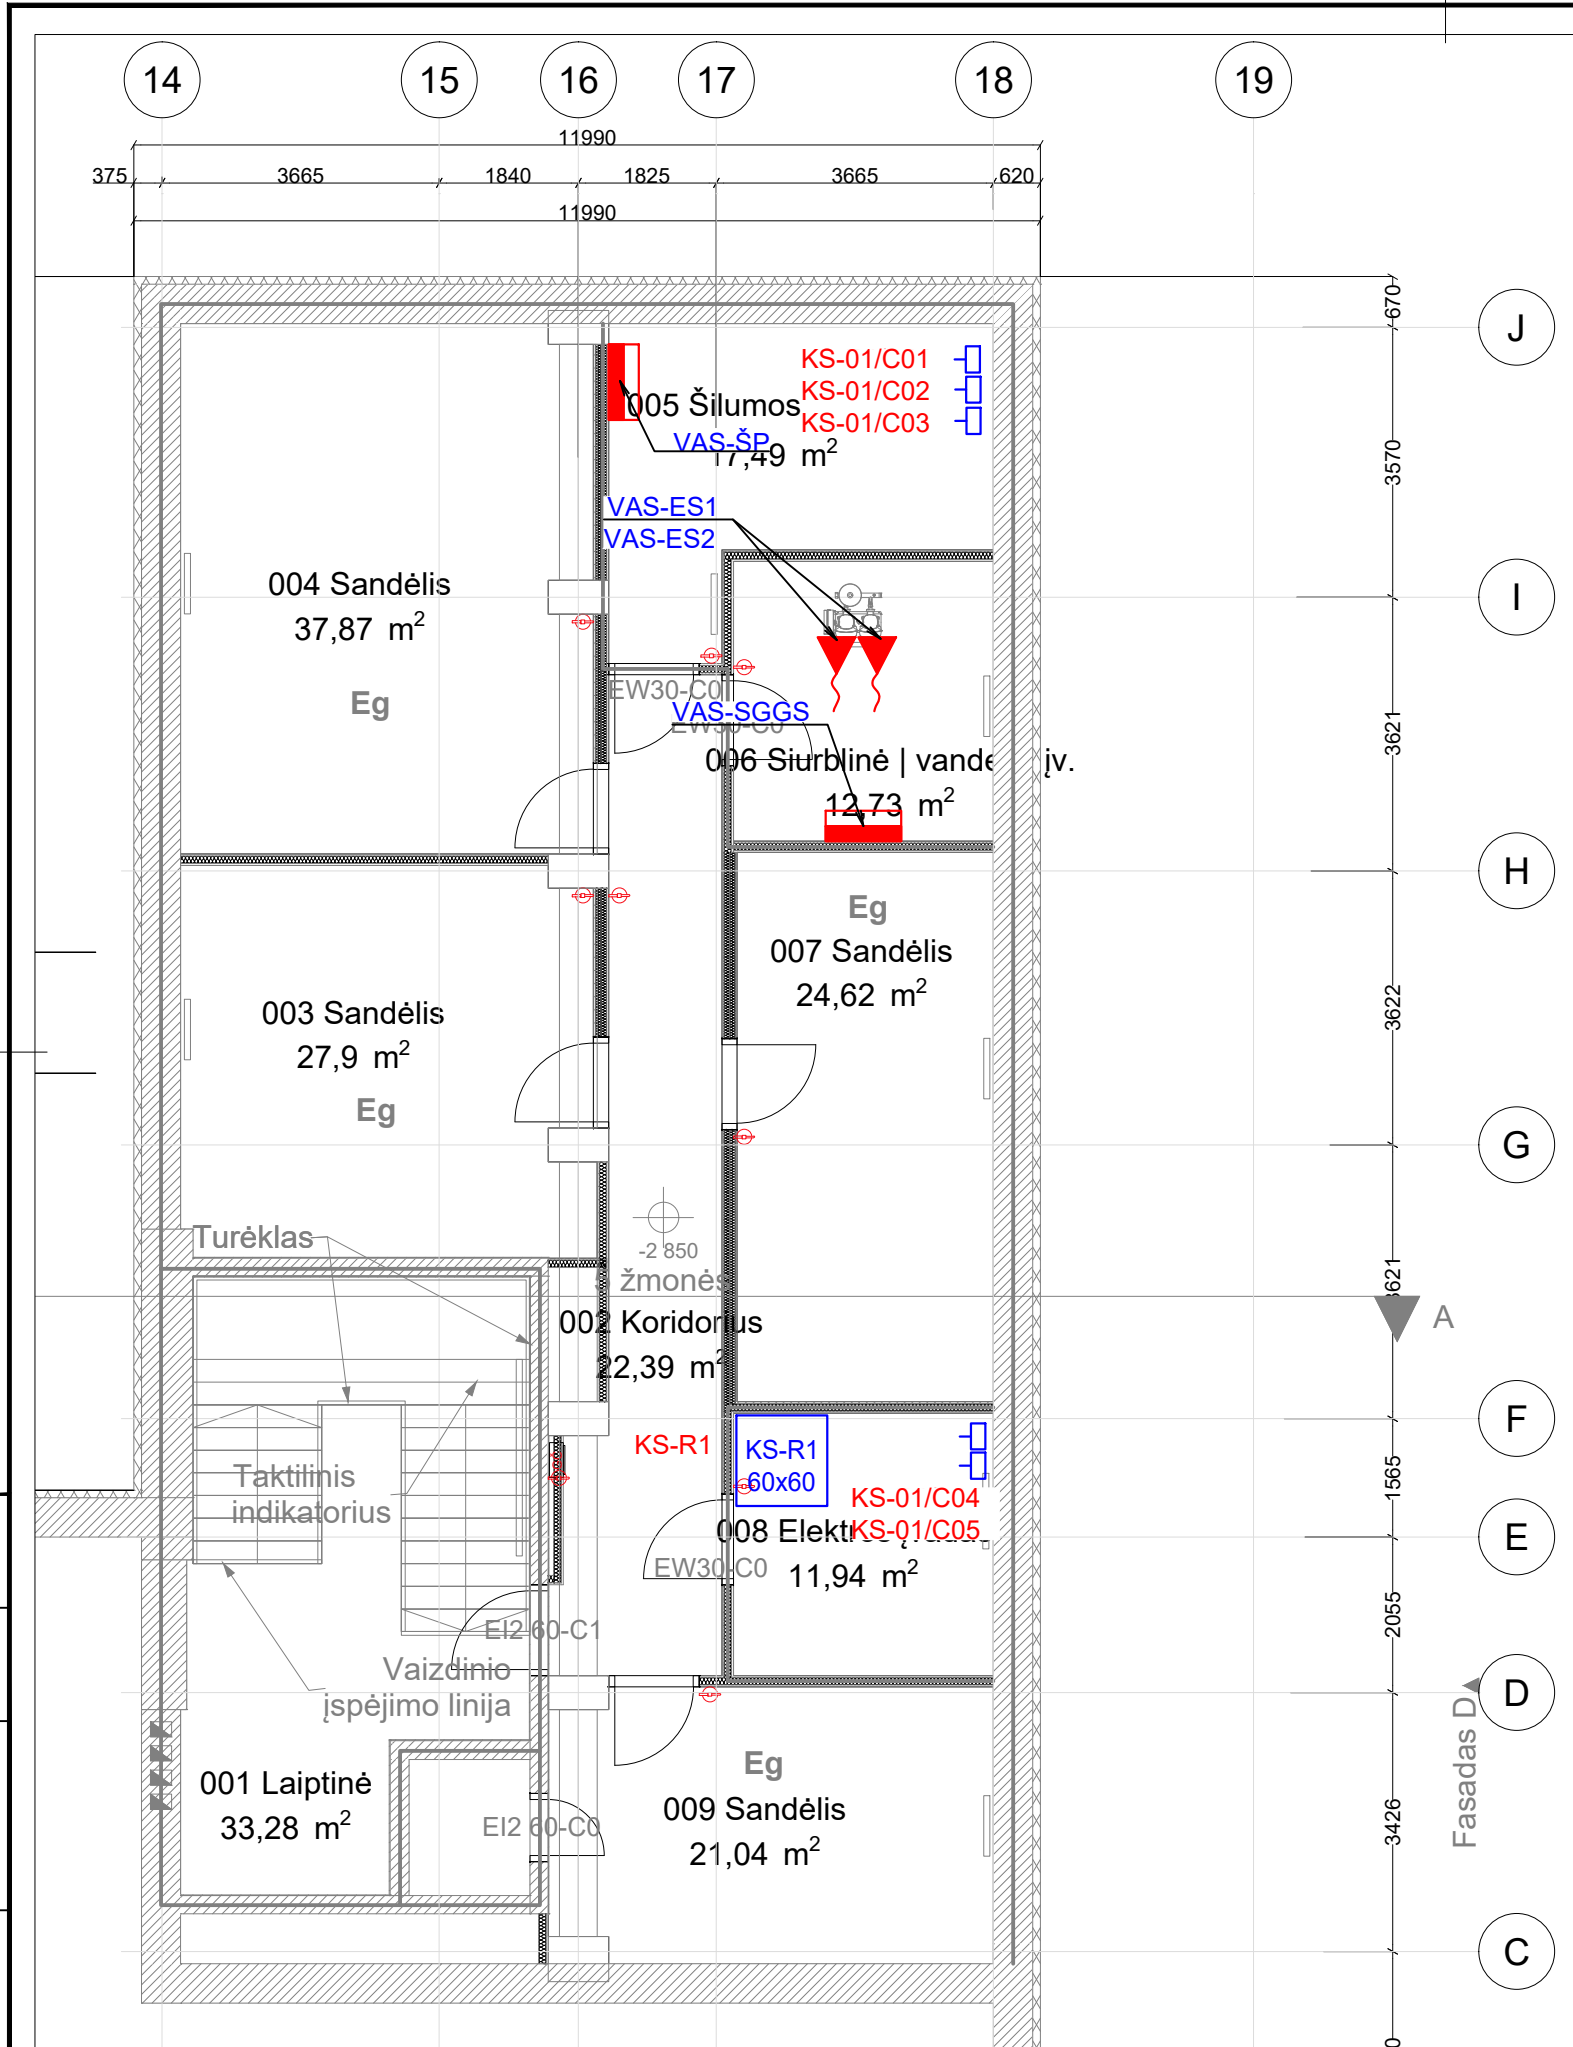 14
15
16
17
18
19
11990
375
3665
1840
1825
3665
620
11990
J
I
H
G
F
E
D
C
670
3570
3621
3622
3621
1565
2055
3426
KS-01/C01
KS-01/C02
KS-01/C03
005 Šilumos
17,49 m²
VAS-ŠP
VAS-ES1
VAS-ES2
004 Sandėlis
37,87 m²
Eg
EW30-C0
VAS-SGGS
EW30-C0
006 Siurblinė | įv.
12,73 m²
Eg
007 Sandėlis
24,62 m²
003 Sandėlis
27,9 m²
Eg
Turėklas
-2 850
žmonės
002 Koridorius
22,39 m²
A
KS-R1
KS-R1
60x60
Taktilinis
indikatorius
KS-01/C04
KS-01/C05
008
11,94 m²
EW30-C0
EI2 60-C1
Vaizdinio
įspėjimo linija
Fasadas D
001 Laiptinė
33,28 m²
EI2 60-C0
Eg
009 Sandėlis
21,04 m²